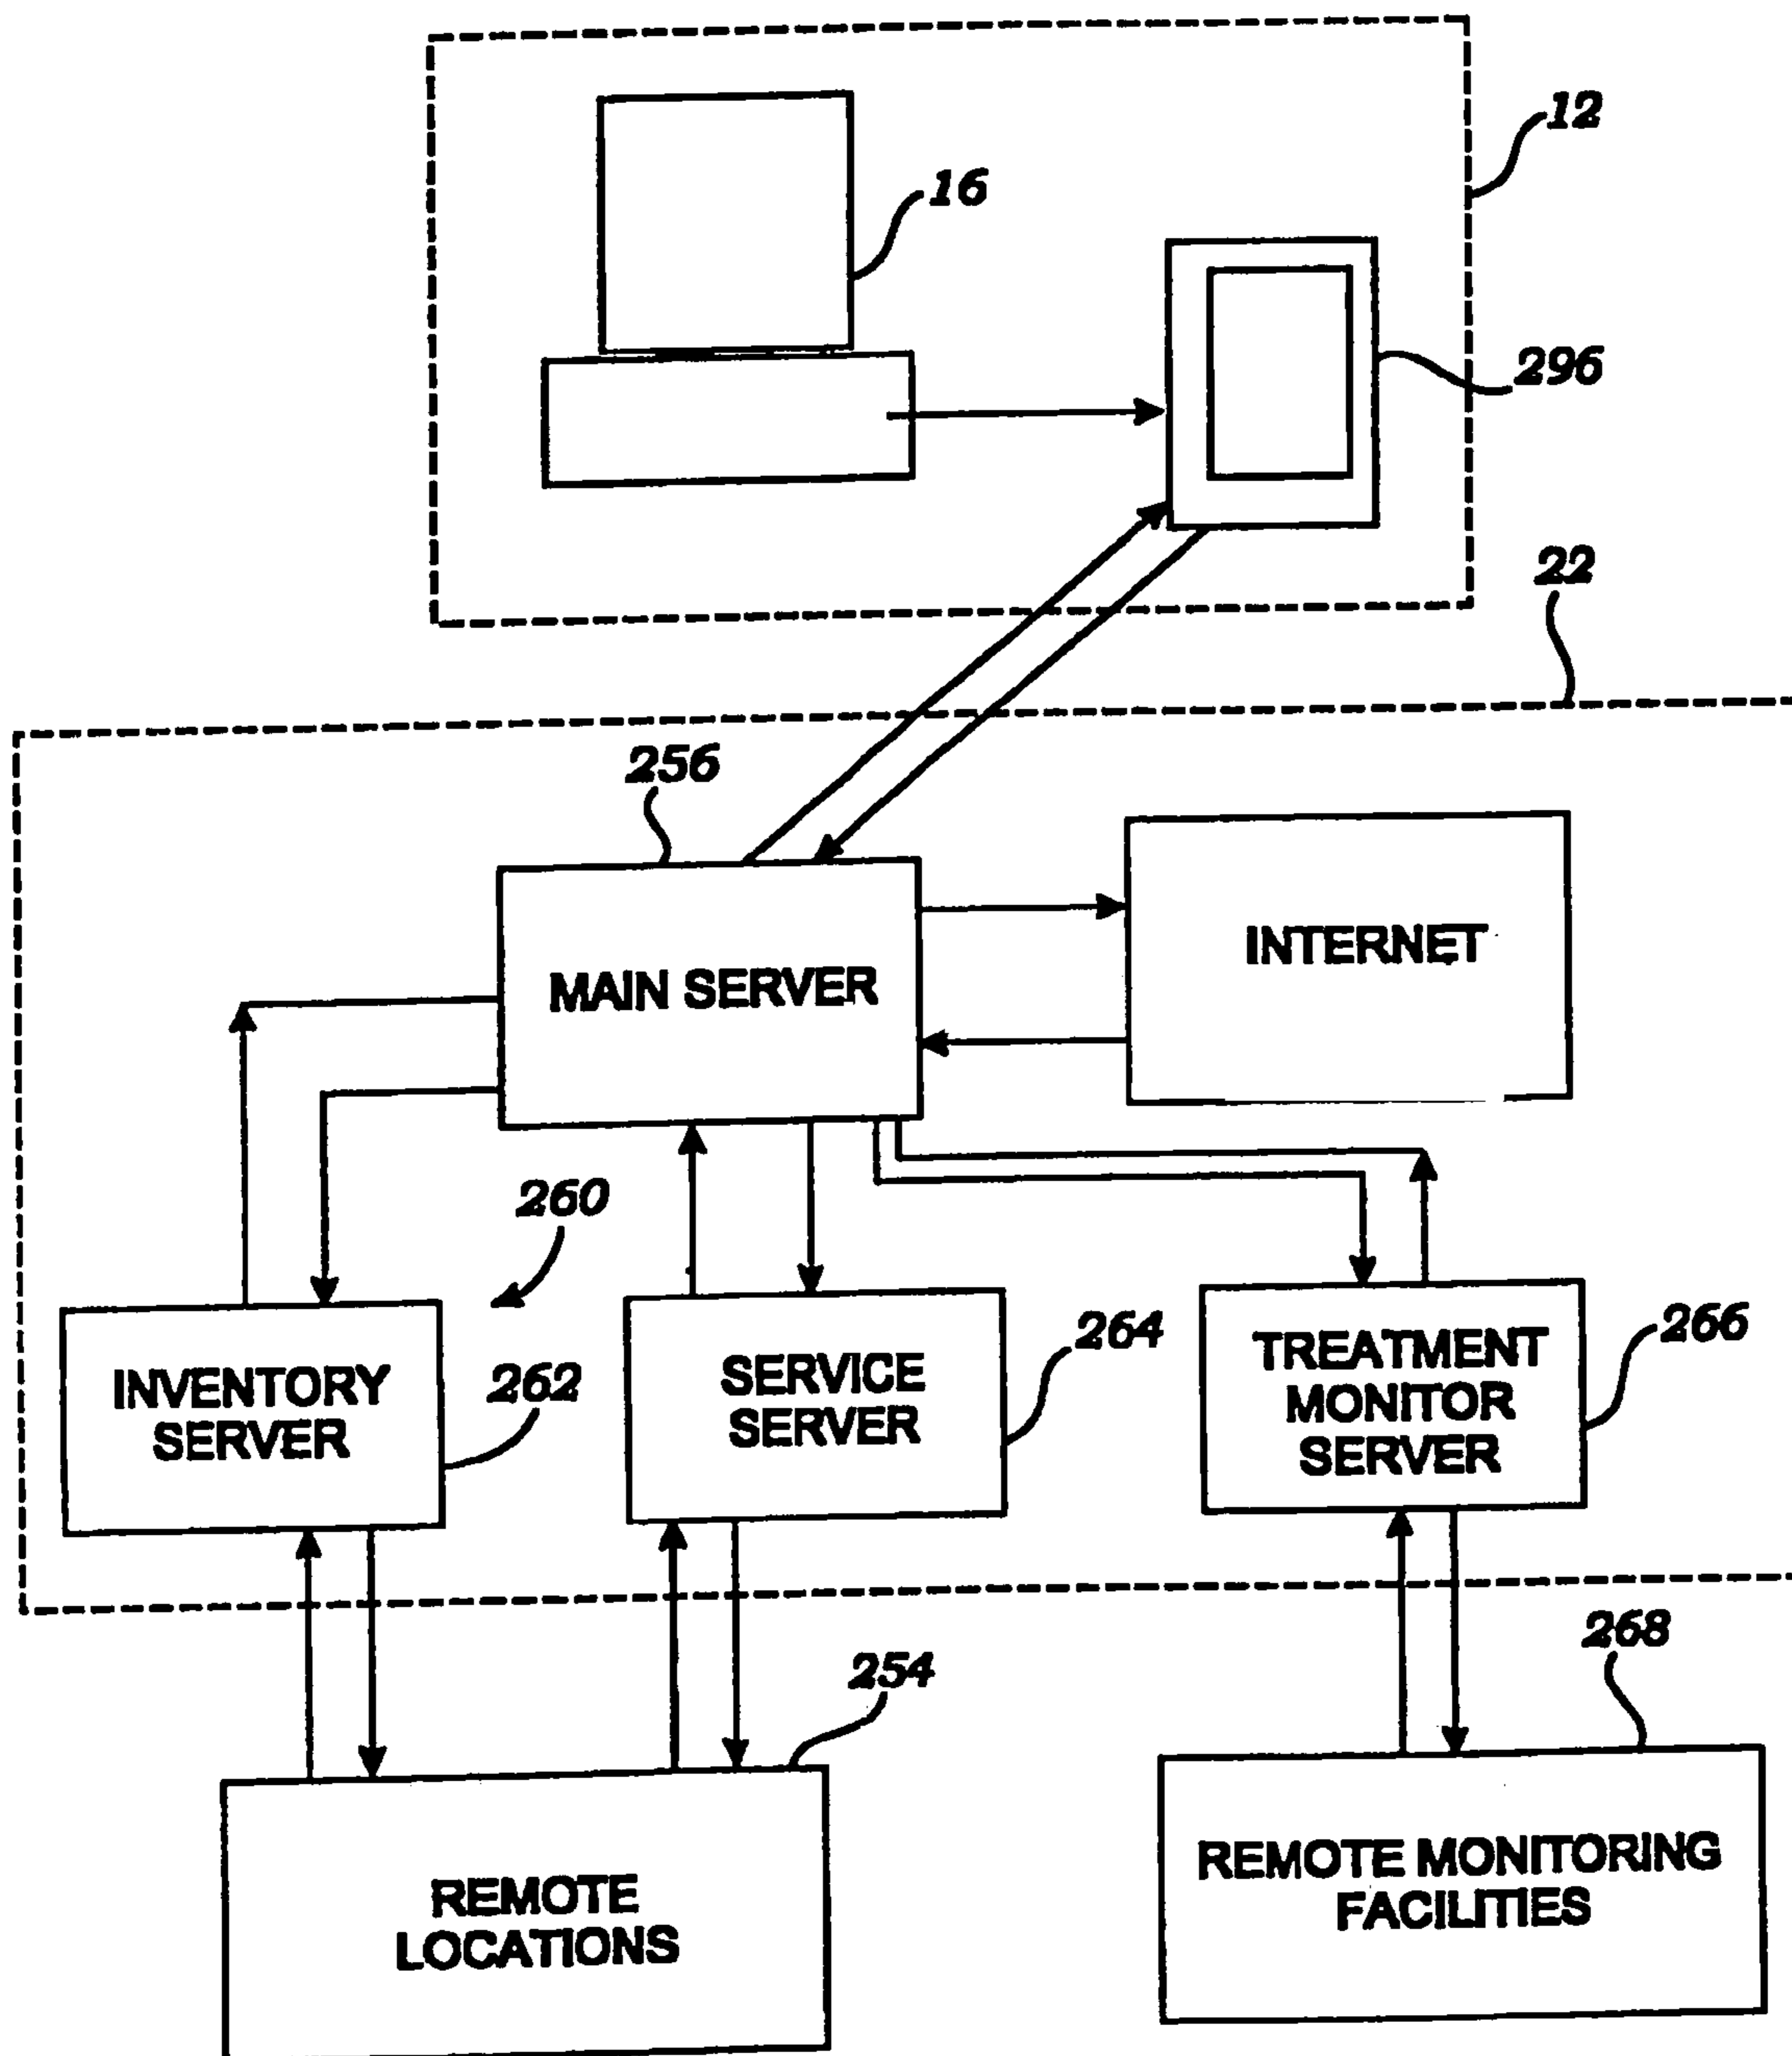 12
16
296
22
256
MAIN SERVER
INTERNET
260
INVENTORY
SERVER
262
SERVICE
SERVER
264
TREATMENT
MONITOR
SERVER
266
254
268
REMOTE
LOCATIONS
REMOTE MONITORING
FACILITIES